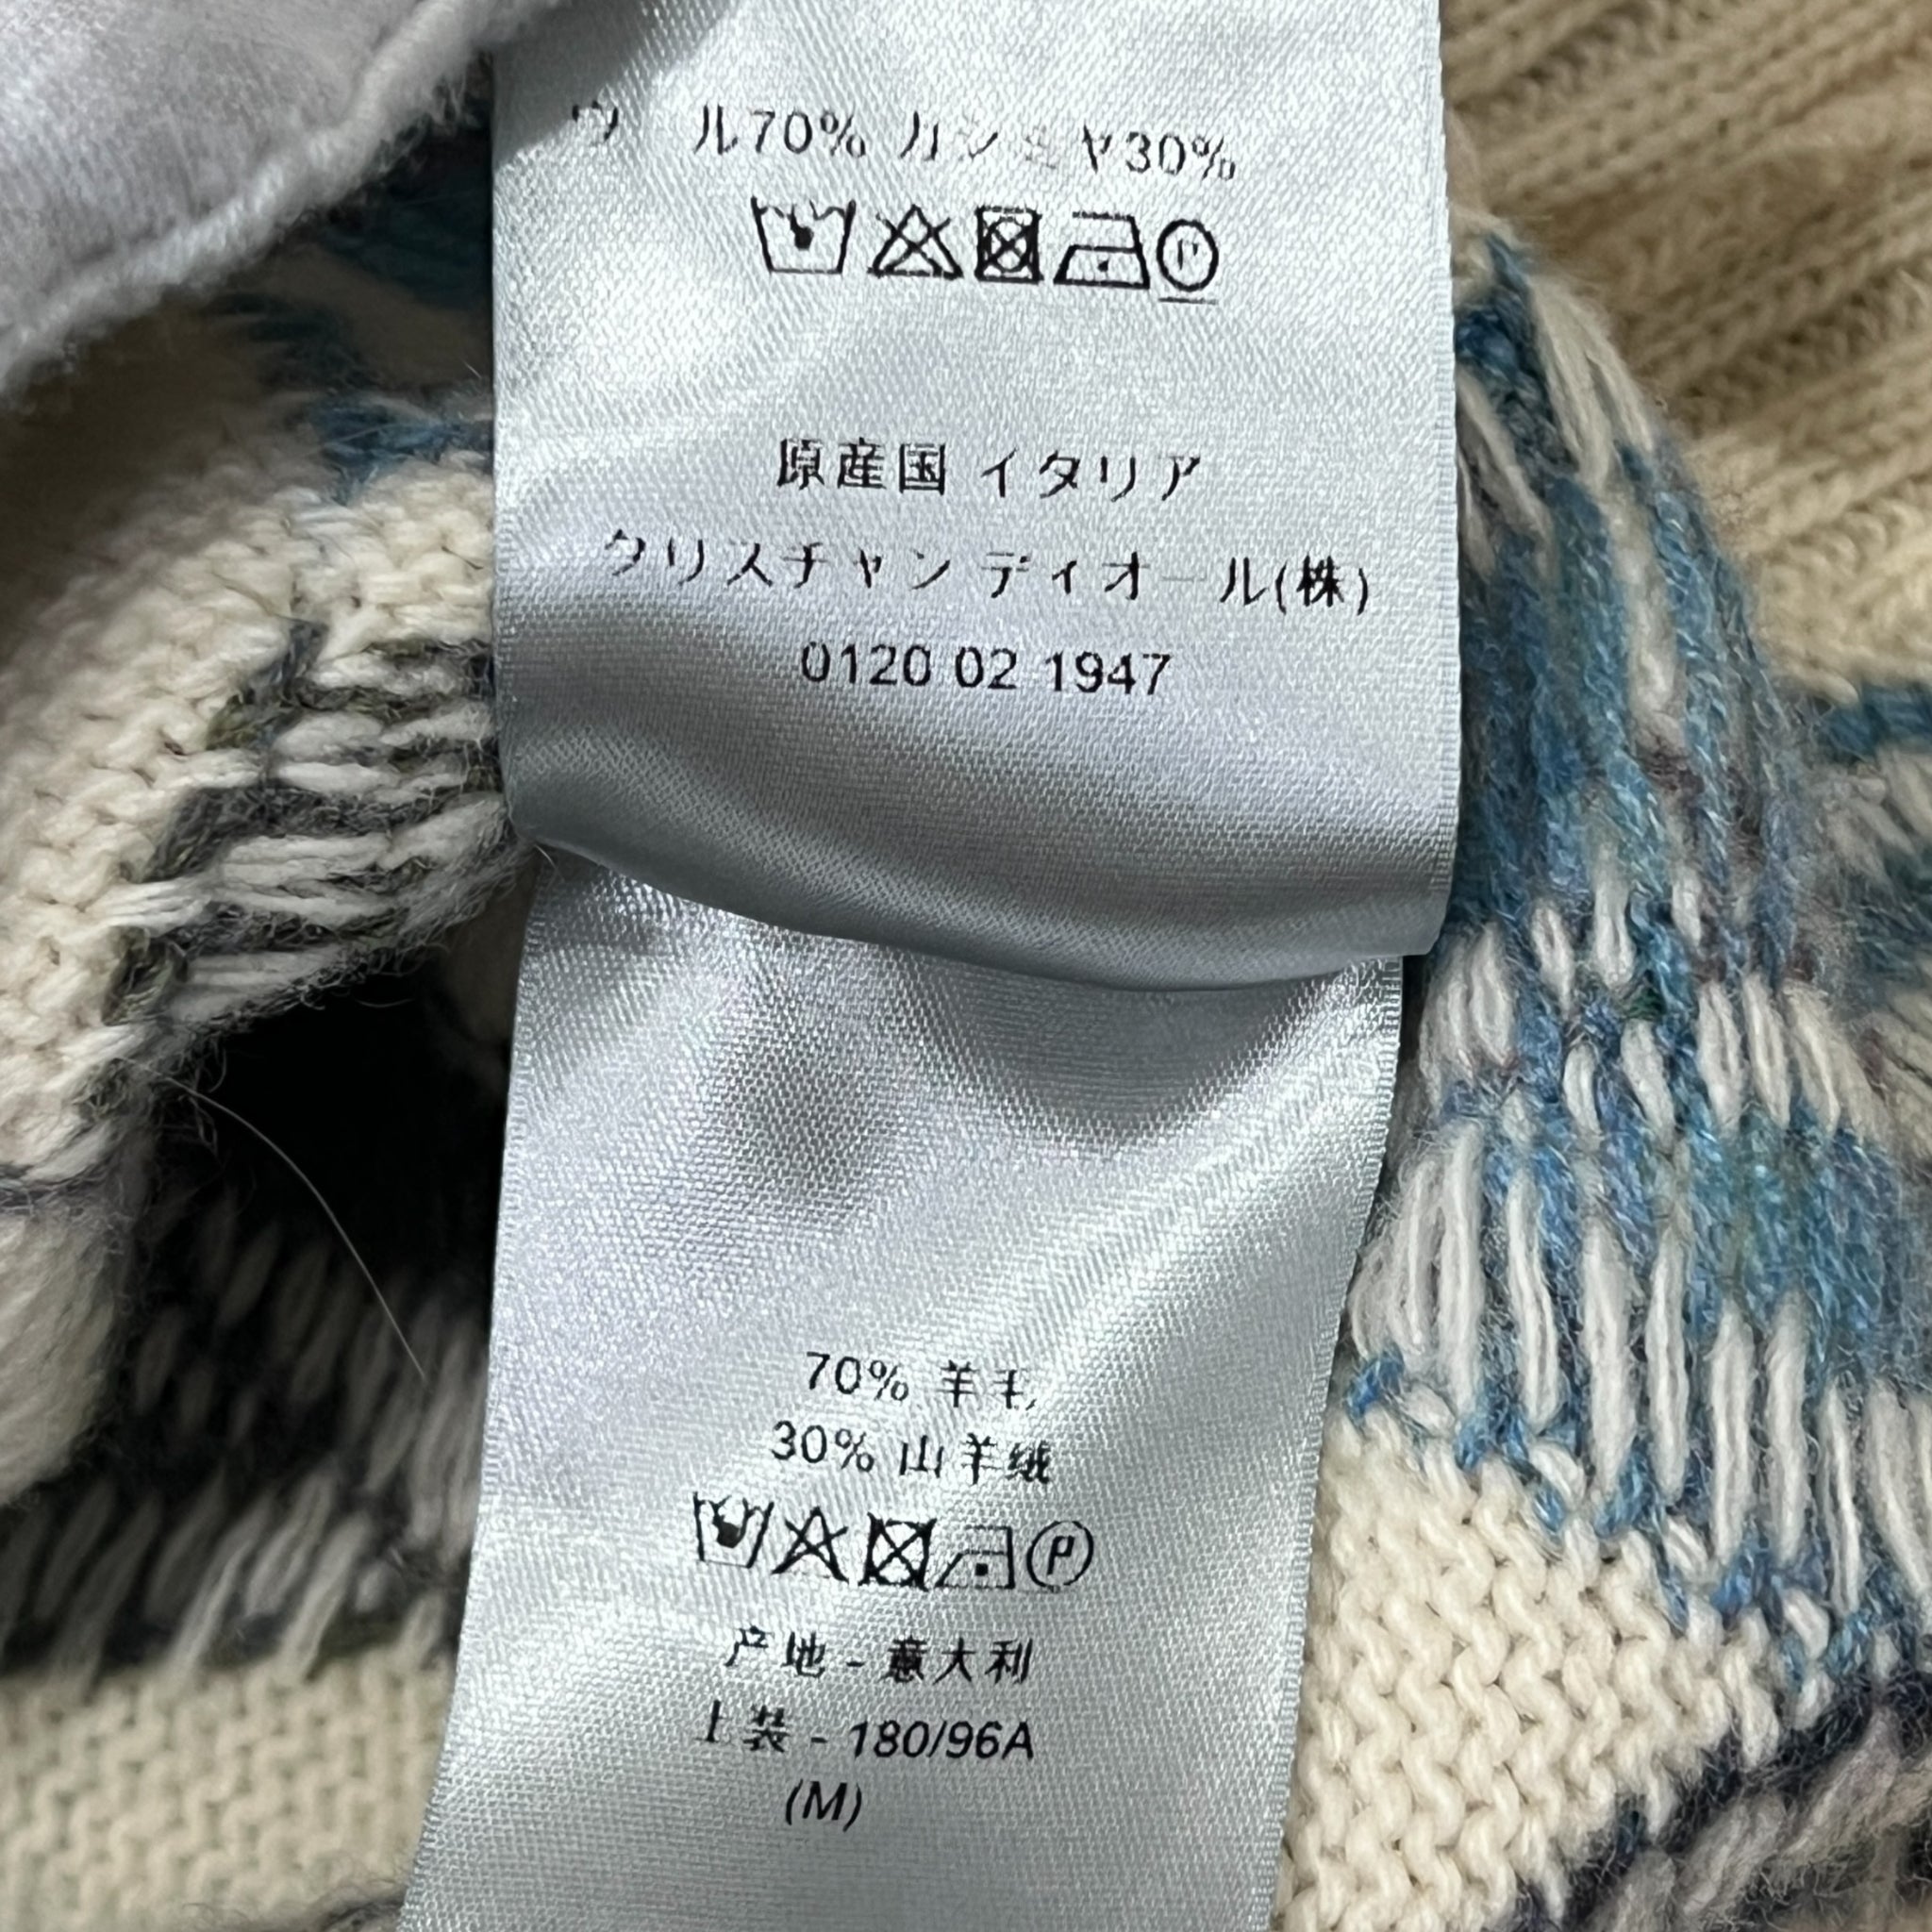 ウール70% カシミヤ30%
原産国 イタリア
クリスチャン ディオール(株)
0120 02 1947
70% 羊毛
30% 山羊绒
产地 - 意大利
上装 - 180/96A
(M)